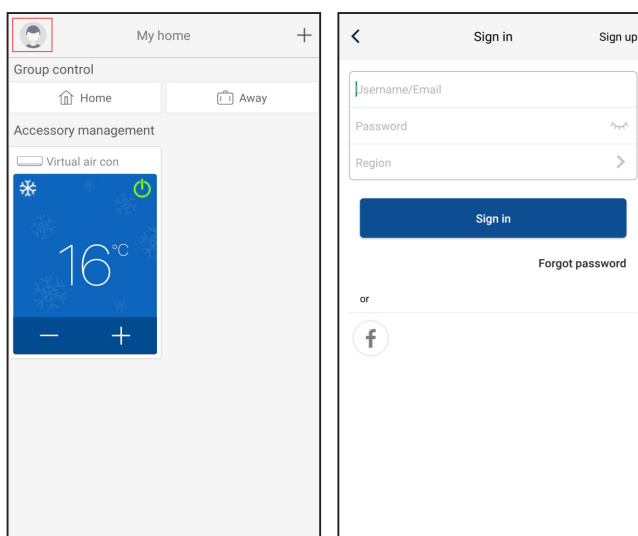 My home
+
Group control
Home
Away
Accessory management
Virtual air con
16°C
− +
Sign in
Sign up
Username/Email
Password
Region
Sign in
Forgot password
or
f